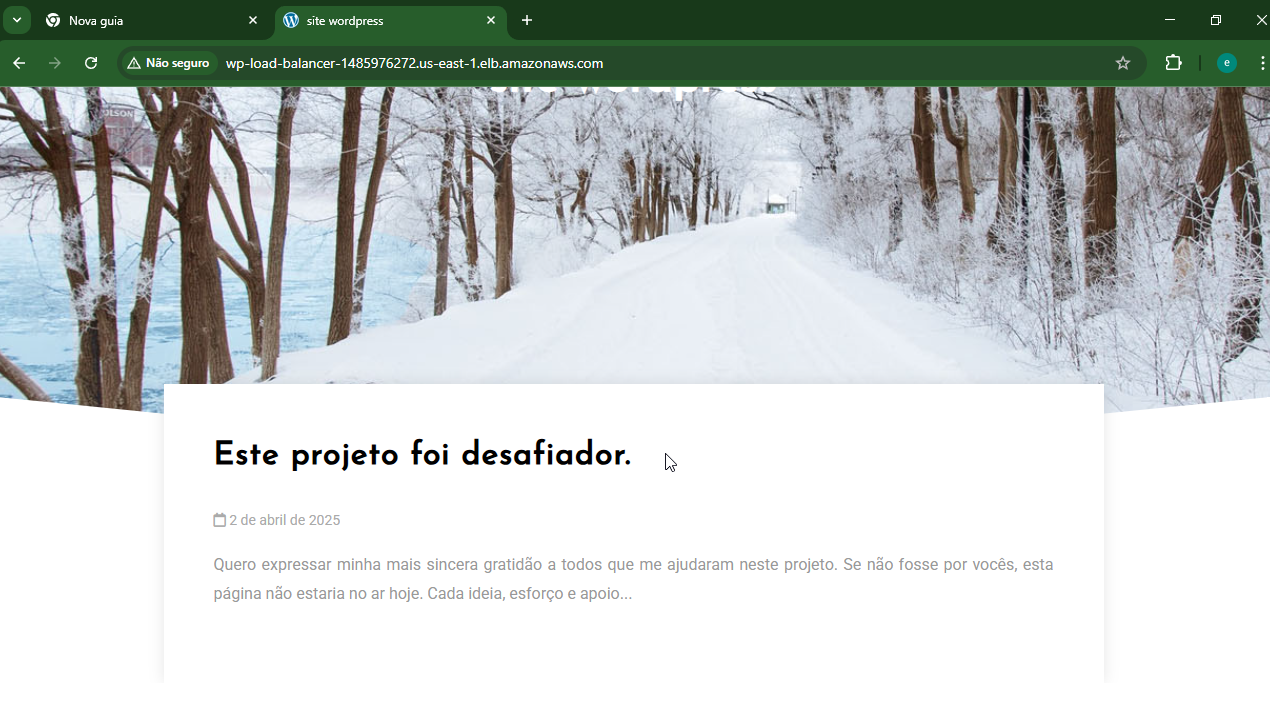 Nova guia
site wordpress
Não seguro
wp-load-balancer-1485976272.us-east-1.elb.amazonaws.com
e
Este projeto foi desafiador.
2 de abril de 2025
Quero expressar minha mais sincera gratidão a todos que me ajudaram neste projeto. Se não fosse por vocês, esta
página não estaria no ar hoje. Cada ideia, esforço e apoio...